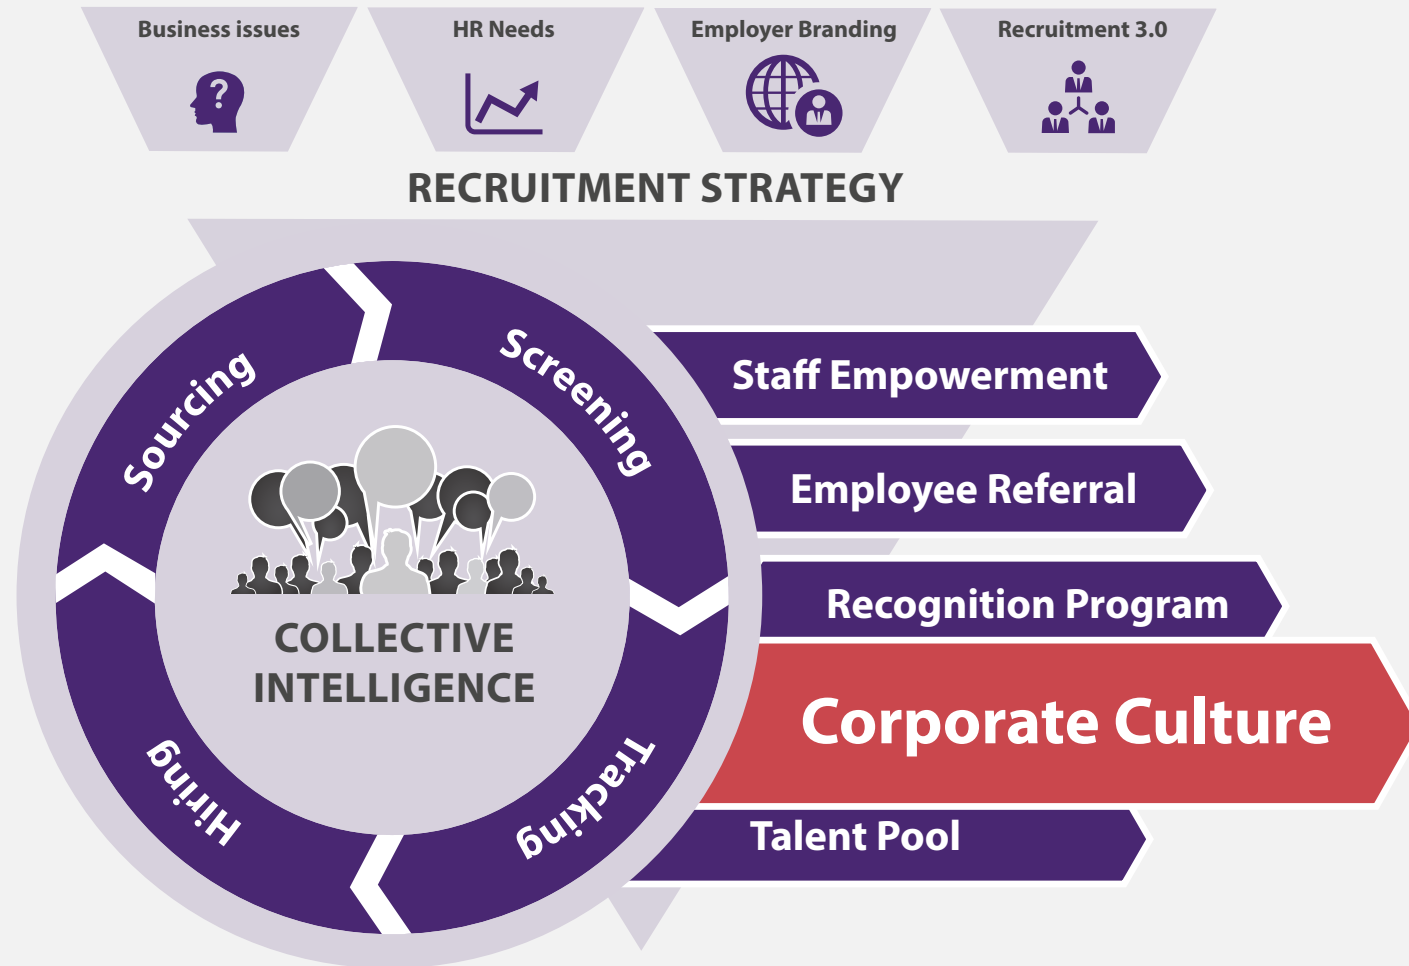 Business issues
HR Needs
Employer Branding
Recruitment 3.0
?
RECRUITMENT STRATEGY
Sourcing
Screening
Tracking
Hiring
COLLECTIVE
INTELLIGENCE
Staff Empowerment
Employee Referral
Recognition Program
Corporate Culture
Talent Pool